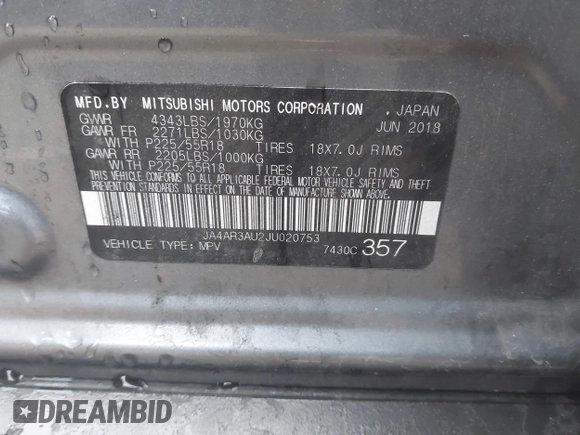 MFD.BY MITSUBISHI MOTORS CORPORATION . JAPAN
GVWR 4343LBS/1970KG JUN 2018
GAWR FR 2271LBS/1030KG
WITH P225/55R18 TIRES 18X7.0J RIMS
GAWR RR 2205LBS/1000KG
WITH P225/55R18 TIRES 18X7.0J RIMS
THIS VEHICLE CONFORMS TO ALL APPLICABLE FEDERAL MOTOR VEHICLE SAFETY AND THEFT
PREVENTION STANDARDS IN EFFECT ON THE DATE OF MANUFACTURE SHOWN ABOVE.
JA4AR3AU2JU020753
VEHICLE TYPE: MPV 7430C 357
DREAMBID